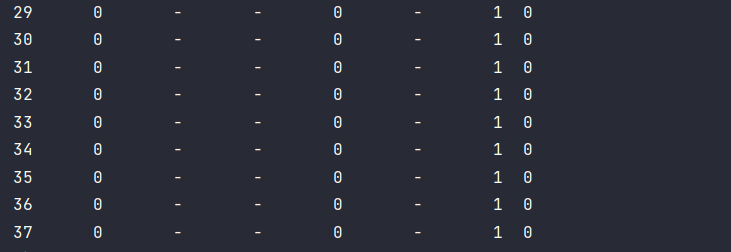 29 0 - - 0 - 1 0
30 0 - - 0 - 1 0
31 0 - - 0 - 1 0
32 0 - - 0 - 1 0
33 0 - - 0 - 1 0
34 0 - - 0 - 1 0
35 0 - - 0 - 1 0
36 0 - - 0 - 1 0
37 0 - - 0 - 1 0